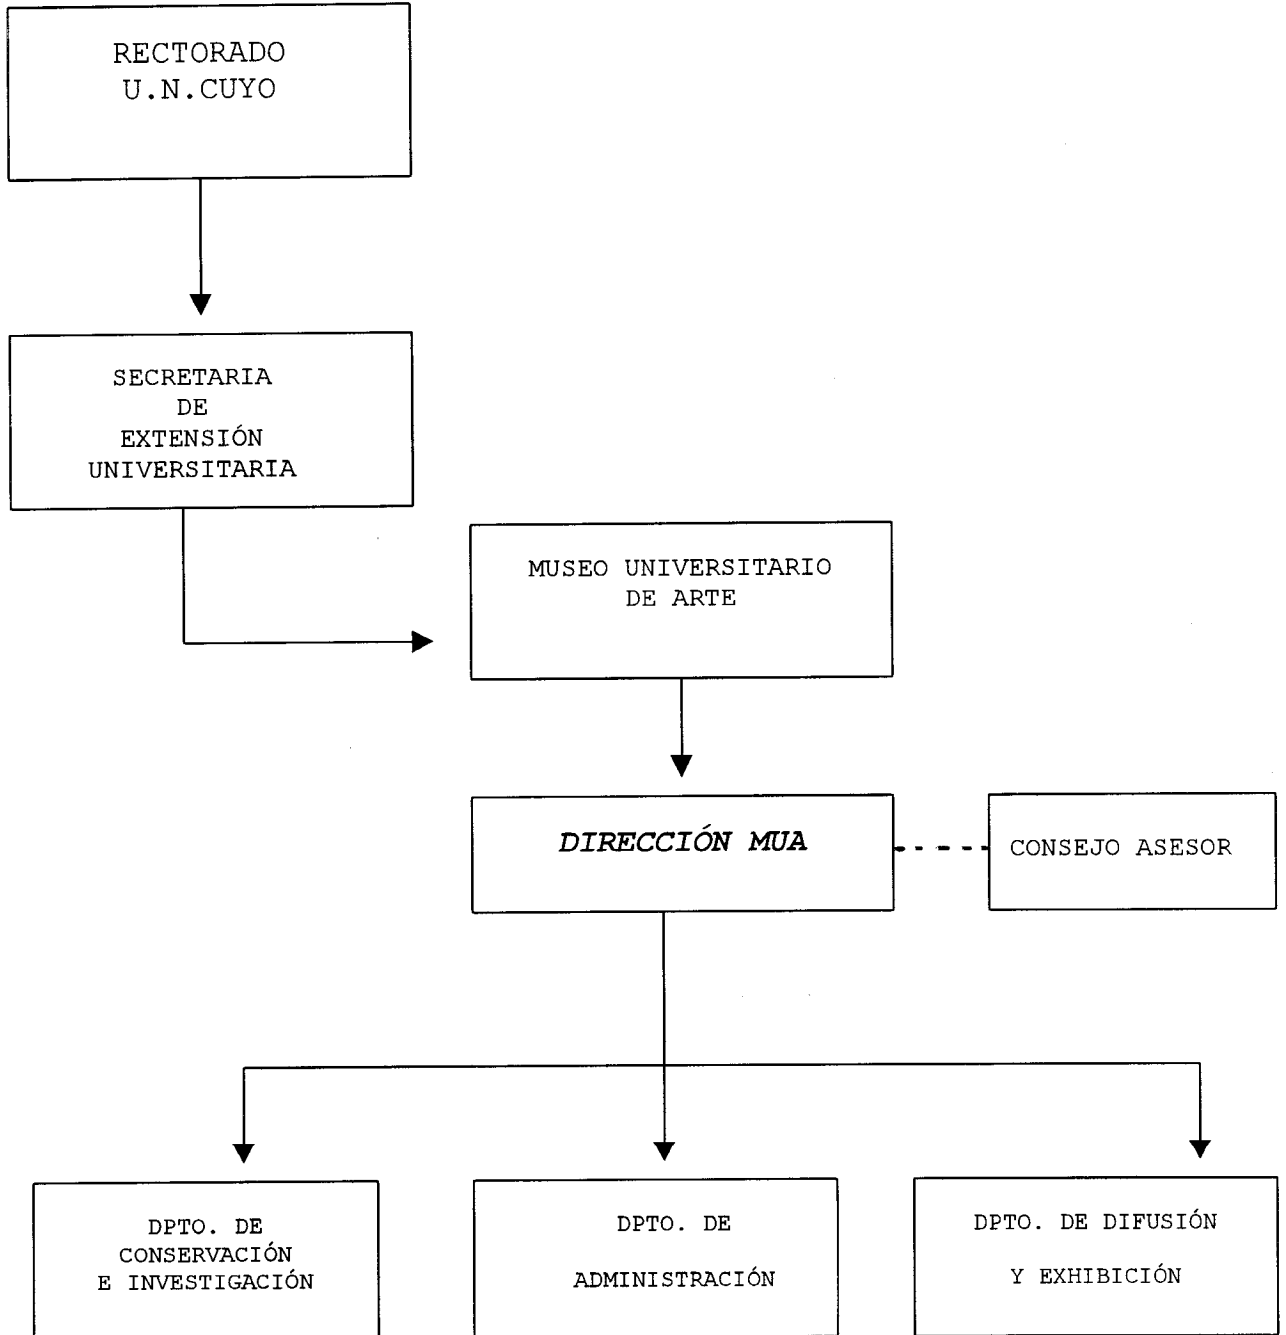 RECTORADO
U.N.CUYO
SECRETARIA
DE
EXTENSIÓN
UNIVERSITARIA
MUSEO UNIVERSITARIO
DE ARTE
DIRECCIÓN MUA
CONSEJO ASESOR
DPTO. DE
CONSERVACIÓN
E INVESTIGACIÓN
DPTO. DE
ADMINISTRACIÓN
DPTO. DE DIFUSIÓN
Y EXHIBICIÓN